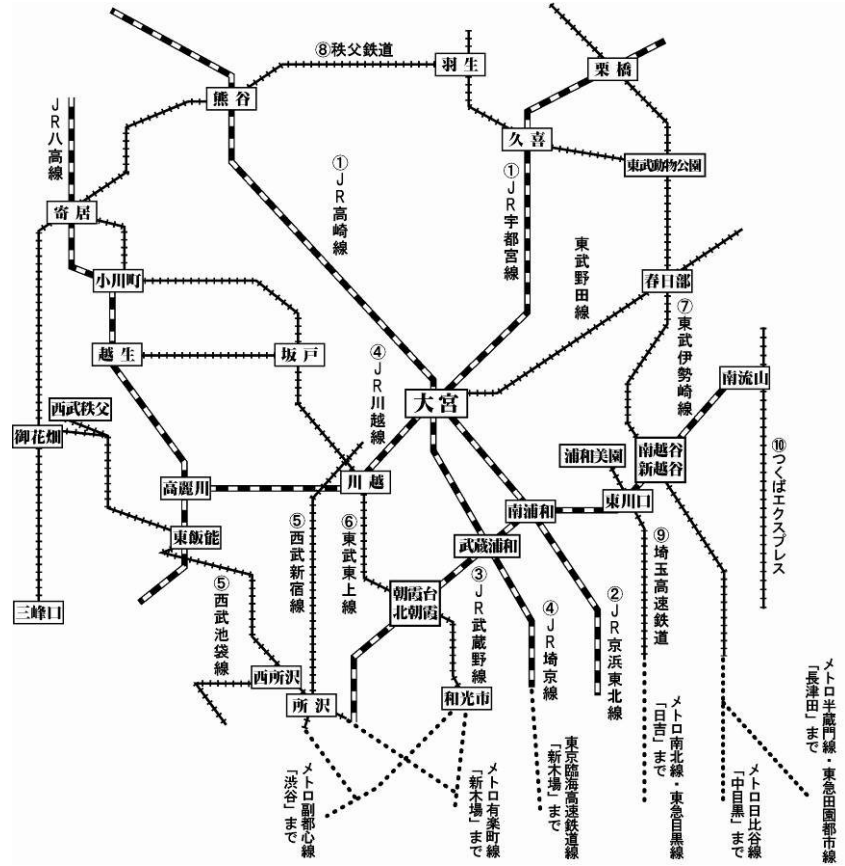 ⑧秩父鉄道
羽生
栗橋
熊谷
久喜
JR八高線
東武動物公園
①JR高崎線
①JR宇都宮線
寄居
東武野田線
小川町
春日部
⑦東武伊勢崎線
越生
坂戸
④JR川越線
南流山
大宮
西武秩父
御花畑
浦和美園
南越谷
新越谷
⑩つくばエクスプレス
高麗川
川越
東川口
南浦和
東飯能
⑤西武新宿線
⑥東武東上線
武蔵浦和
⑨埼玉高速鉄道
⑤西武池袋線
朝霞台
北朝霞
③JR武蔵野線
④JR埼京線
②JR京浜東北線
三峰口
西所沢
所沢
和光市
メトロ副都心線
「渋谷」まで
メトロ有楽町線
「新木場」まで
東京臨海高速鉄道線
「新木場」まで
メトロ南北線・東急目黒線
「日吉」まで
メトロ日比谷線
「中目黒」まで
メトロ半蔵門線・東急田園都市線
「長津田」まで